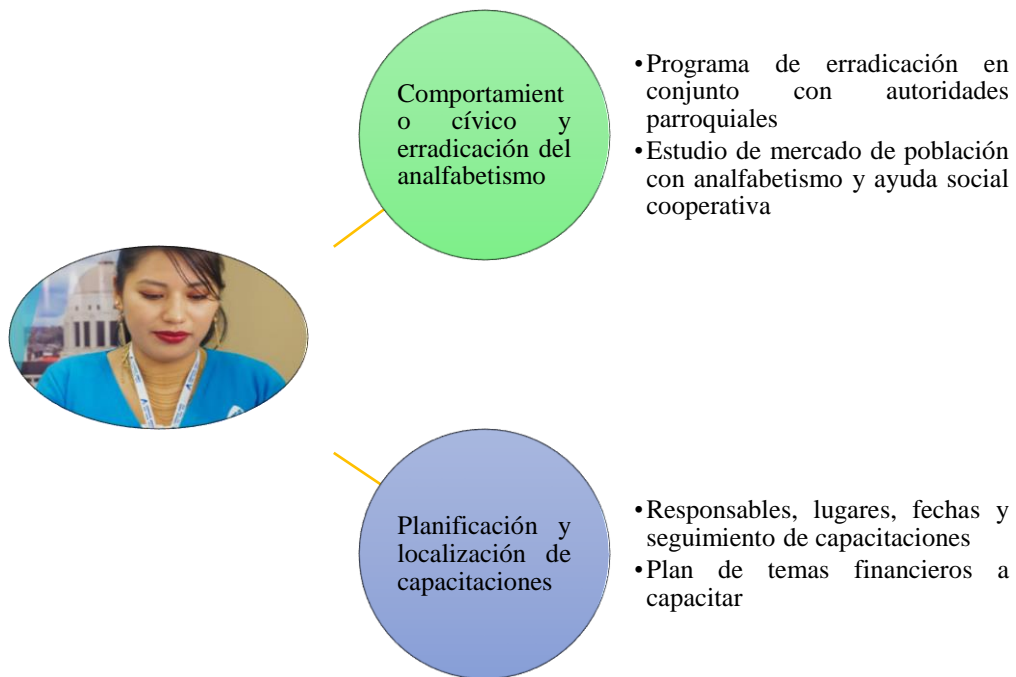 Comportamient
o cívico y
erradicación del
analfabetismo
•Programa de erradicación en
conjunto con autoridades
parroquiales
•Estudio de mercado de población
con analfabetismo y ayuda social
cooperativa
Planificación y
localización de
capacitaciones
•Responsables, lugares, fechas y
seguimiento de capacitaciones
•Plan de temas financieros a
capacitar